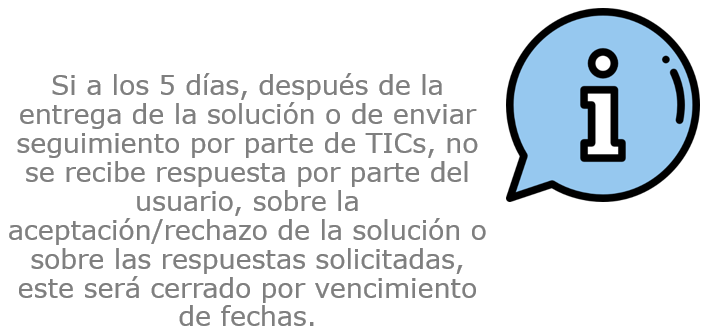 Si a los 5 días, después de la
entrega de la solución o de enviar
seguimiento por parte de TICs, no
se recibe respuesta por parte del
usuario, sobre la
aceptación/rechazo de la solución o
sobre las respuestas solicitadas,
este será cerrado por vencimiento
de fechas.